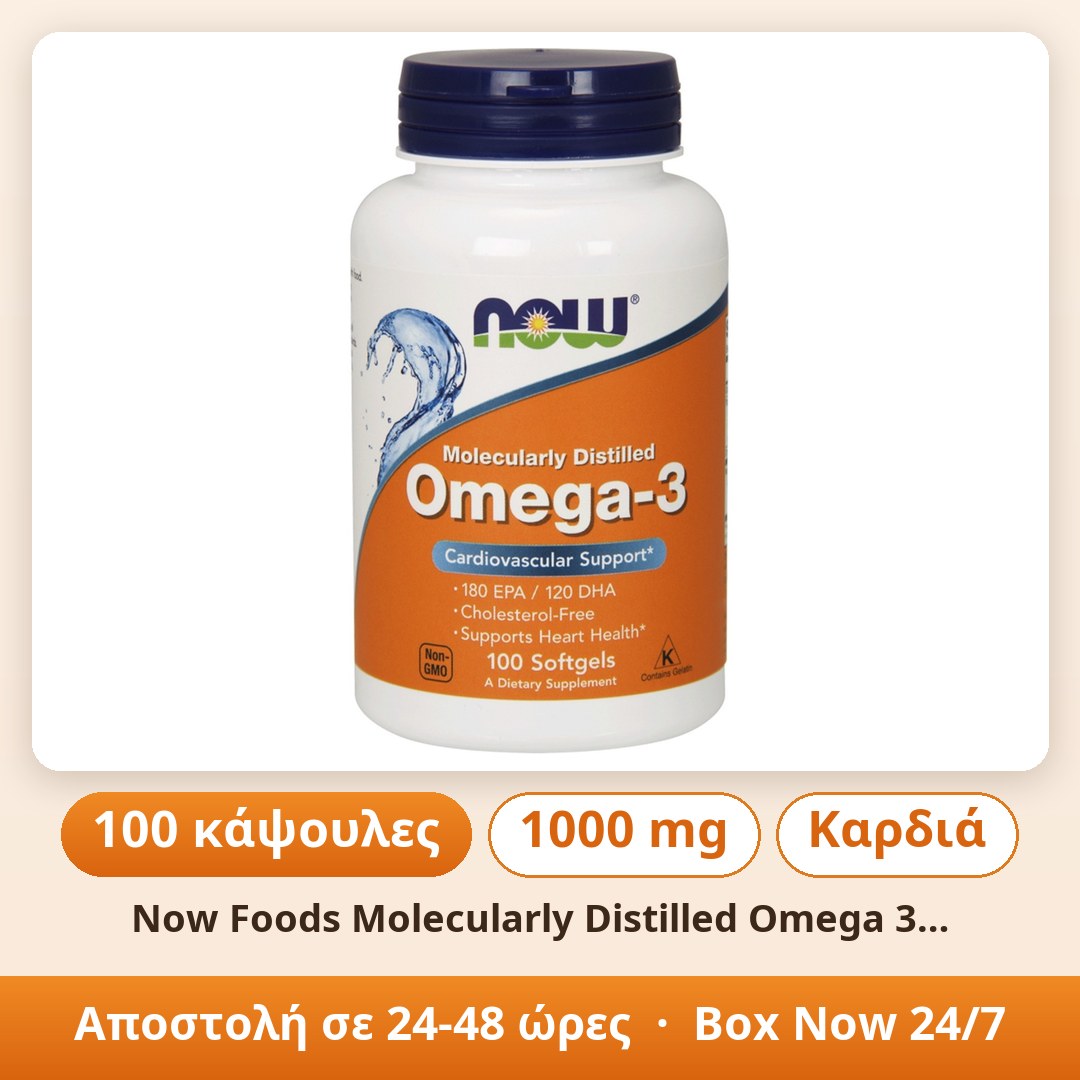 NOW®
Molecularly Distilled
Omega-3
Cardiovascular Support*
• 180 EPA / 120 DHA
• Cholesterol-Free
• Supports Heart Health*
Non-GMO
100 Softgels
A Dietary Supplement
K
Contains Gelatin
100 κάψουλες
1000 mg
Καρδιά
Now Foods Molecularly Distilled Omega 3...
Αποστολή σε 24-48 ώρες · Box Now 24/7